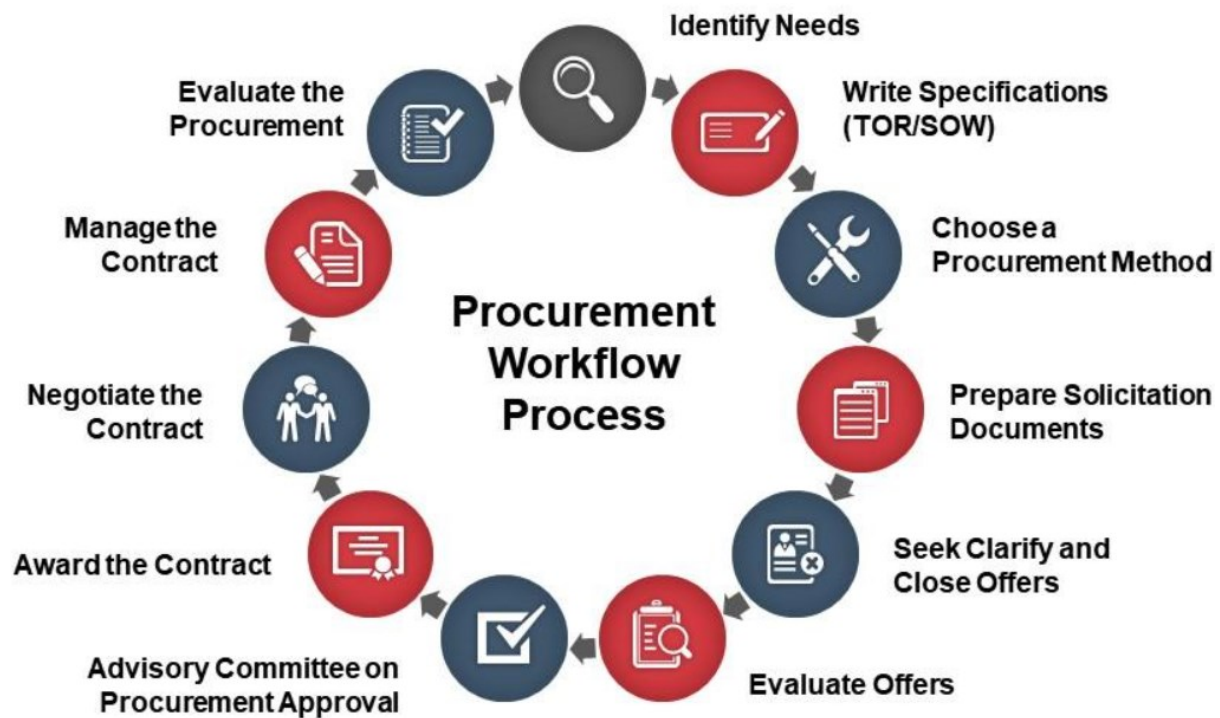 Identify Needs
Write Specifications
(TOR/SOW)
Choose a
Procurement Method
Prepare Solicitation
Documents
Seek Clarify and
Close Offers
Evaluate Offers
Advisory Committee on
Procurement Approval
Award the Contract
Negotiate the
Contract
Manage the
Contract
Evaluate the
Procurement
Procurement
Workflow
Process